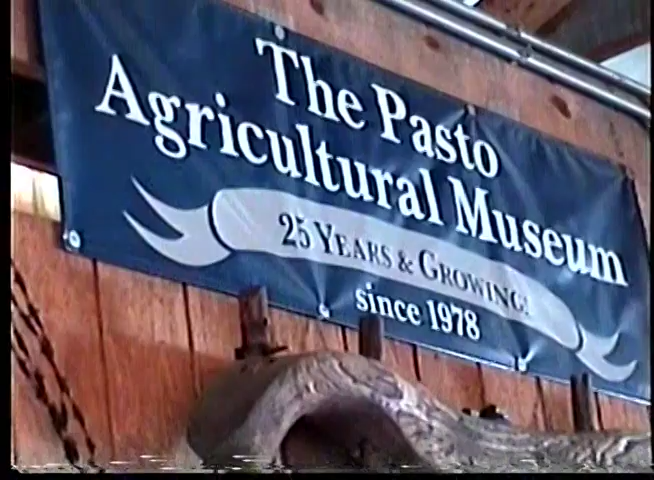 The Pasto
Agricultural Museum
25 YEARS & GROWING!
since 1978